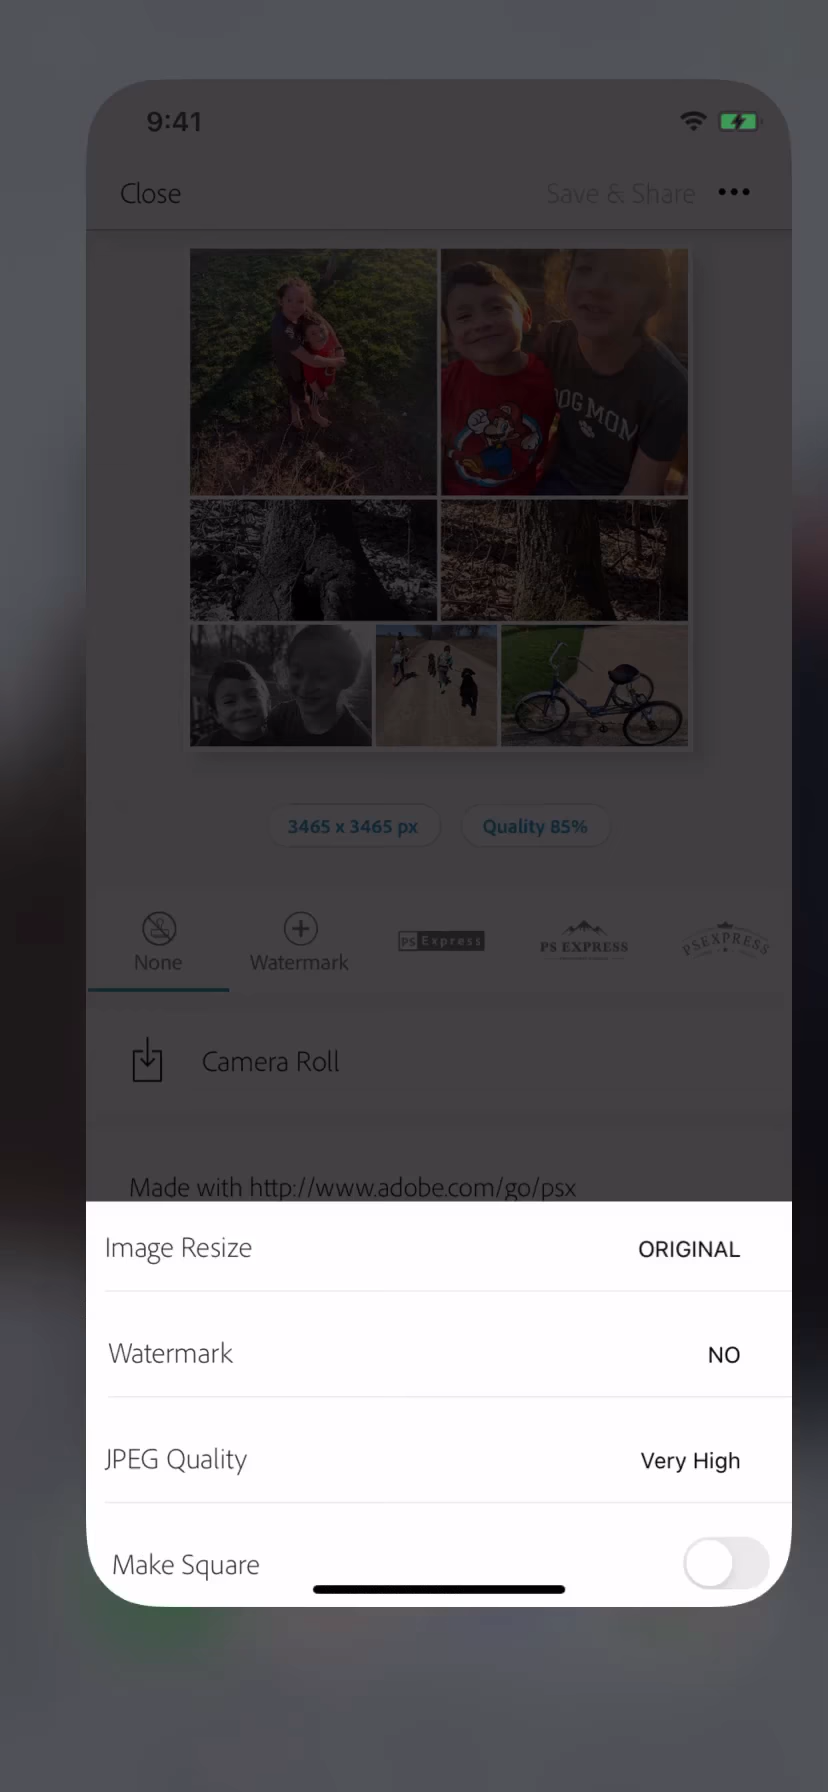 9:41
Close
Save & Share
DOG MOM
3465 x 3465 px
Quality 85%
None
Watermark
ps Express
PS EXPRESS
PSEXPRESS
Camera Roll
Made with http://www.adobe.com/go/psx
Image Resize
ORIGINAL
Watermark
NO
JPEG Quality
Very High
Make Square